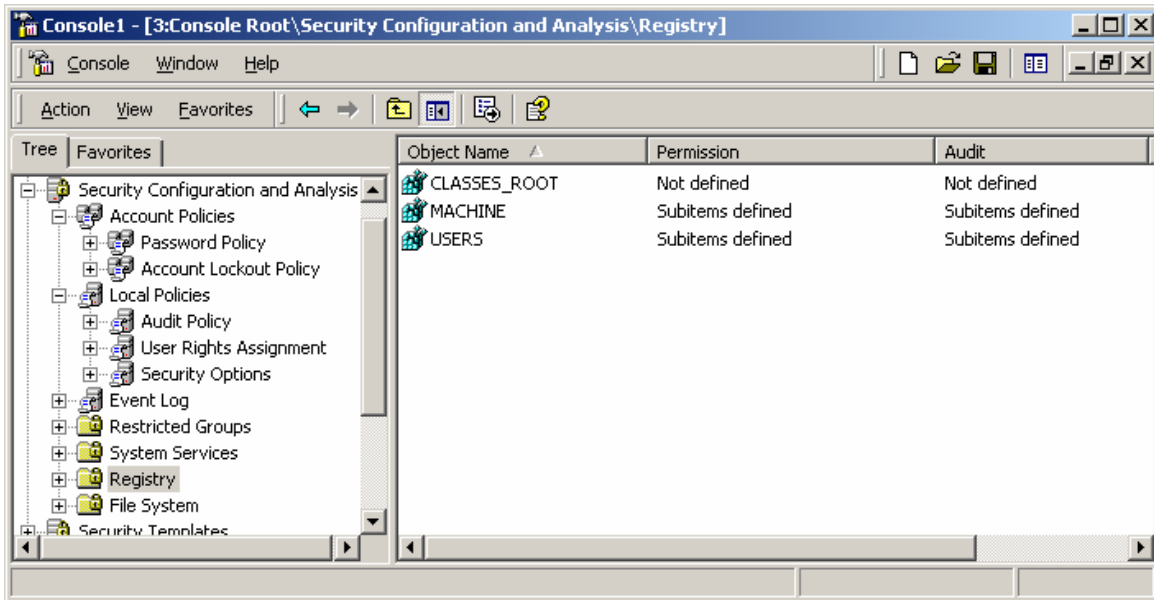 Console1 - [3:Console Root\Security Configuration and Analysis\Registry]
Console Window Help
Action View Favorites
Tree Favorites
Object Name Permission Audit
Security Configuration and Analysis
Account Policies
Password Policy
Account Lockout Policy
Local Policies
Audit Policy
User Rights Assignment
Security Options
Event Log
Restricted Groups
System Services
Registry
File System
Security Templates
CLASSES_ROOT Not defined Not defined
MACHINE Subitems defined Subitems defined
USERS Subitems defined Subitems defined